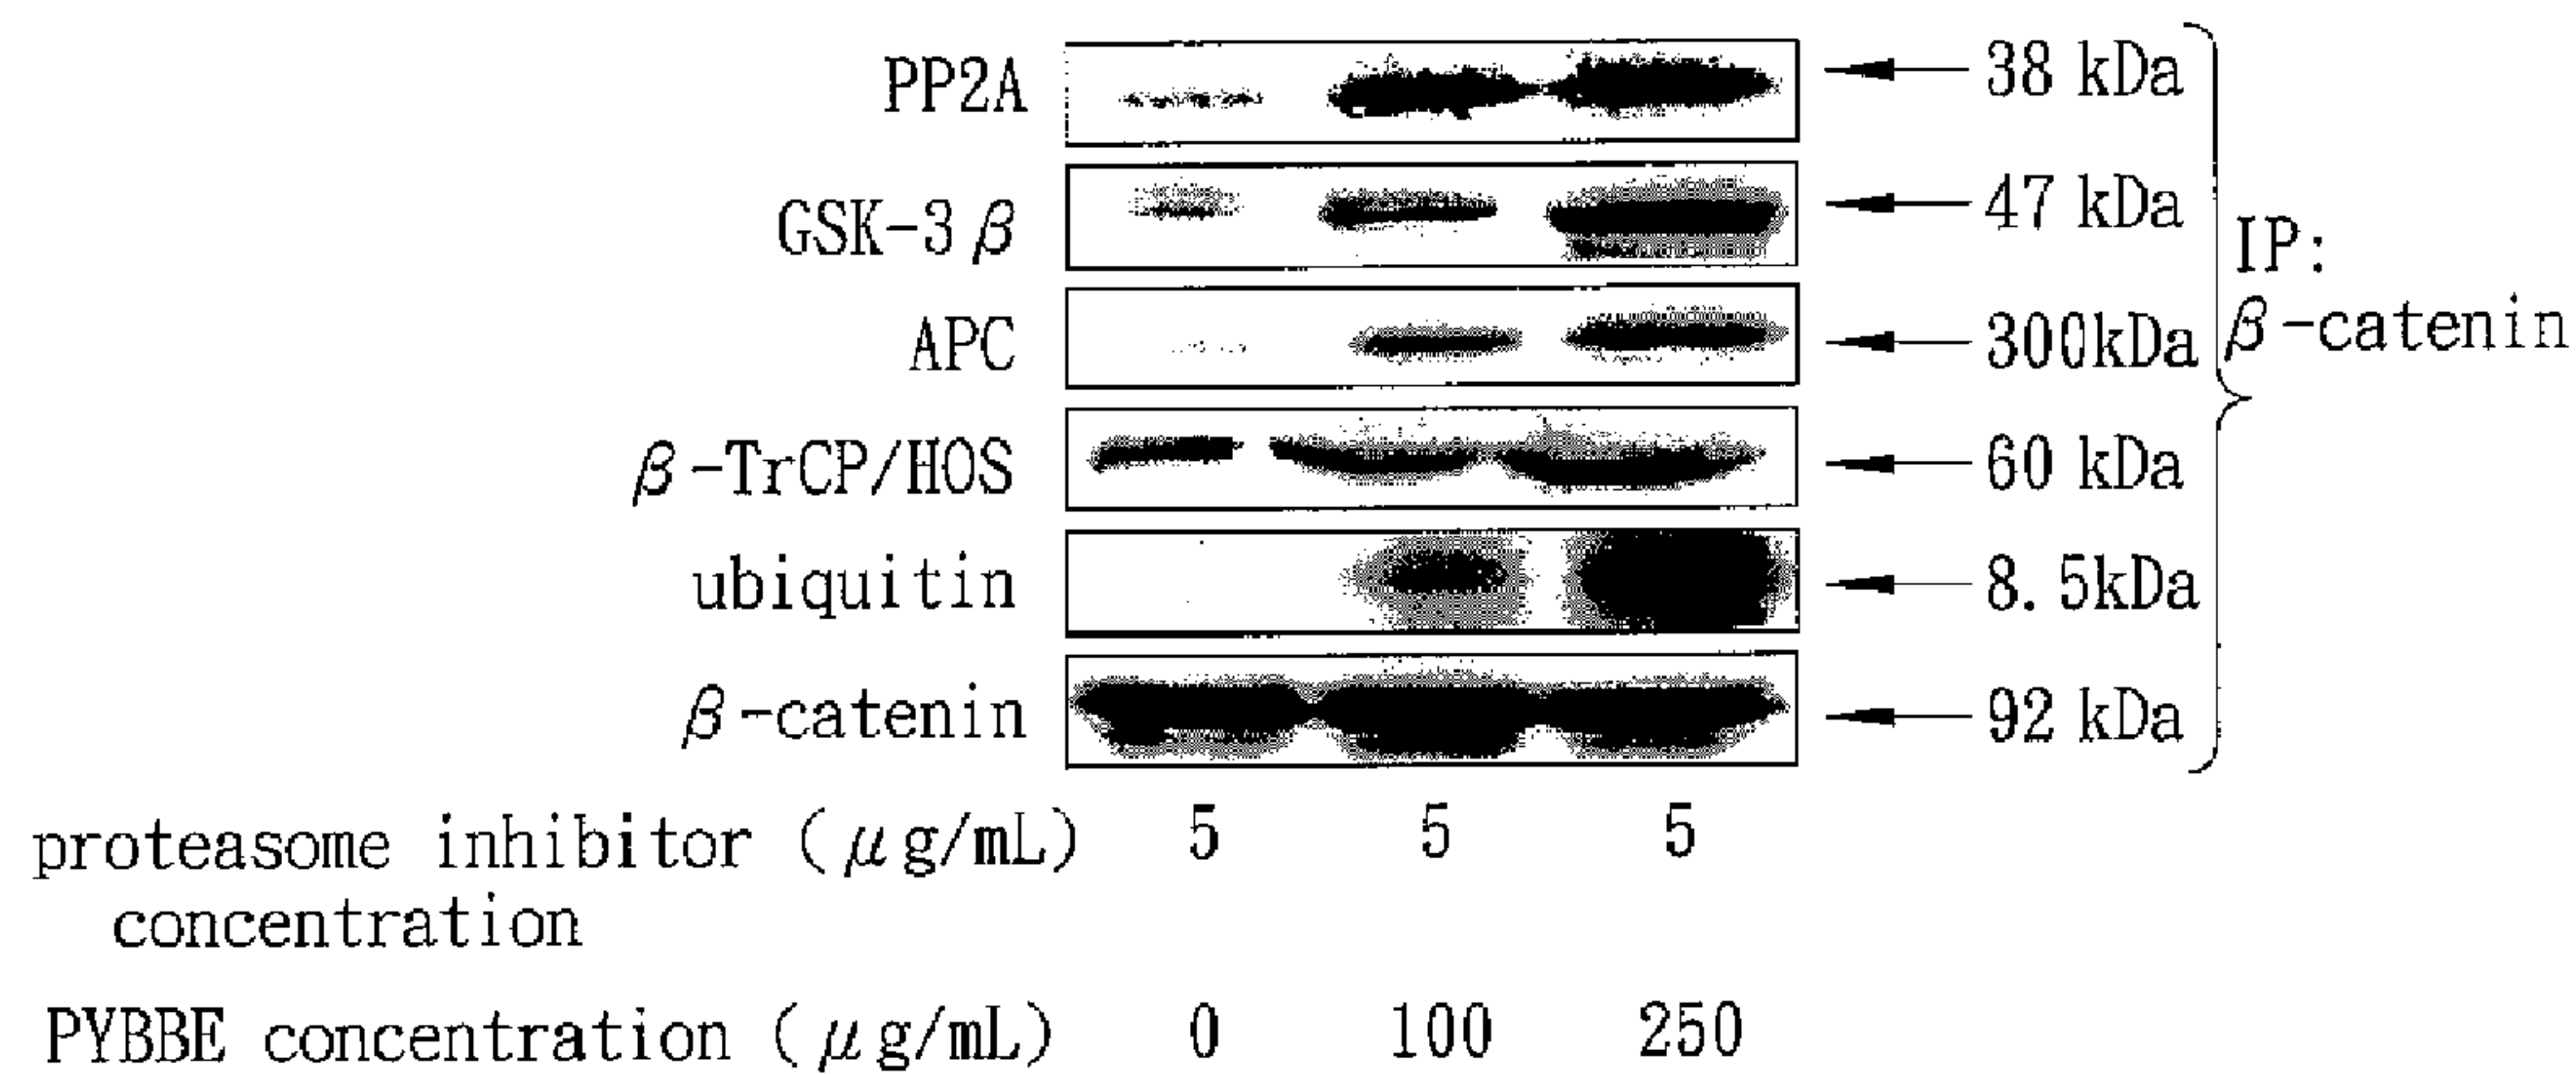 PP2A 38 kDa
GSK-3β 47 kDa
IP:
APC 300kDa β-catenin
β-TrCP/HOS 60 kDa
ubiquitin 8.5kDa
β-catenin 92 kDa
proteasome inhibitor (μg/mL) 5 5 5
concentration
PYBBE concentration (μg/mL) 0 100 250